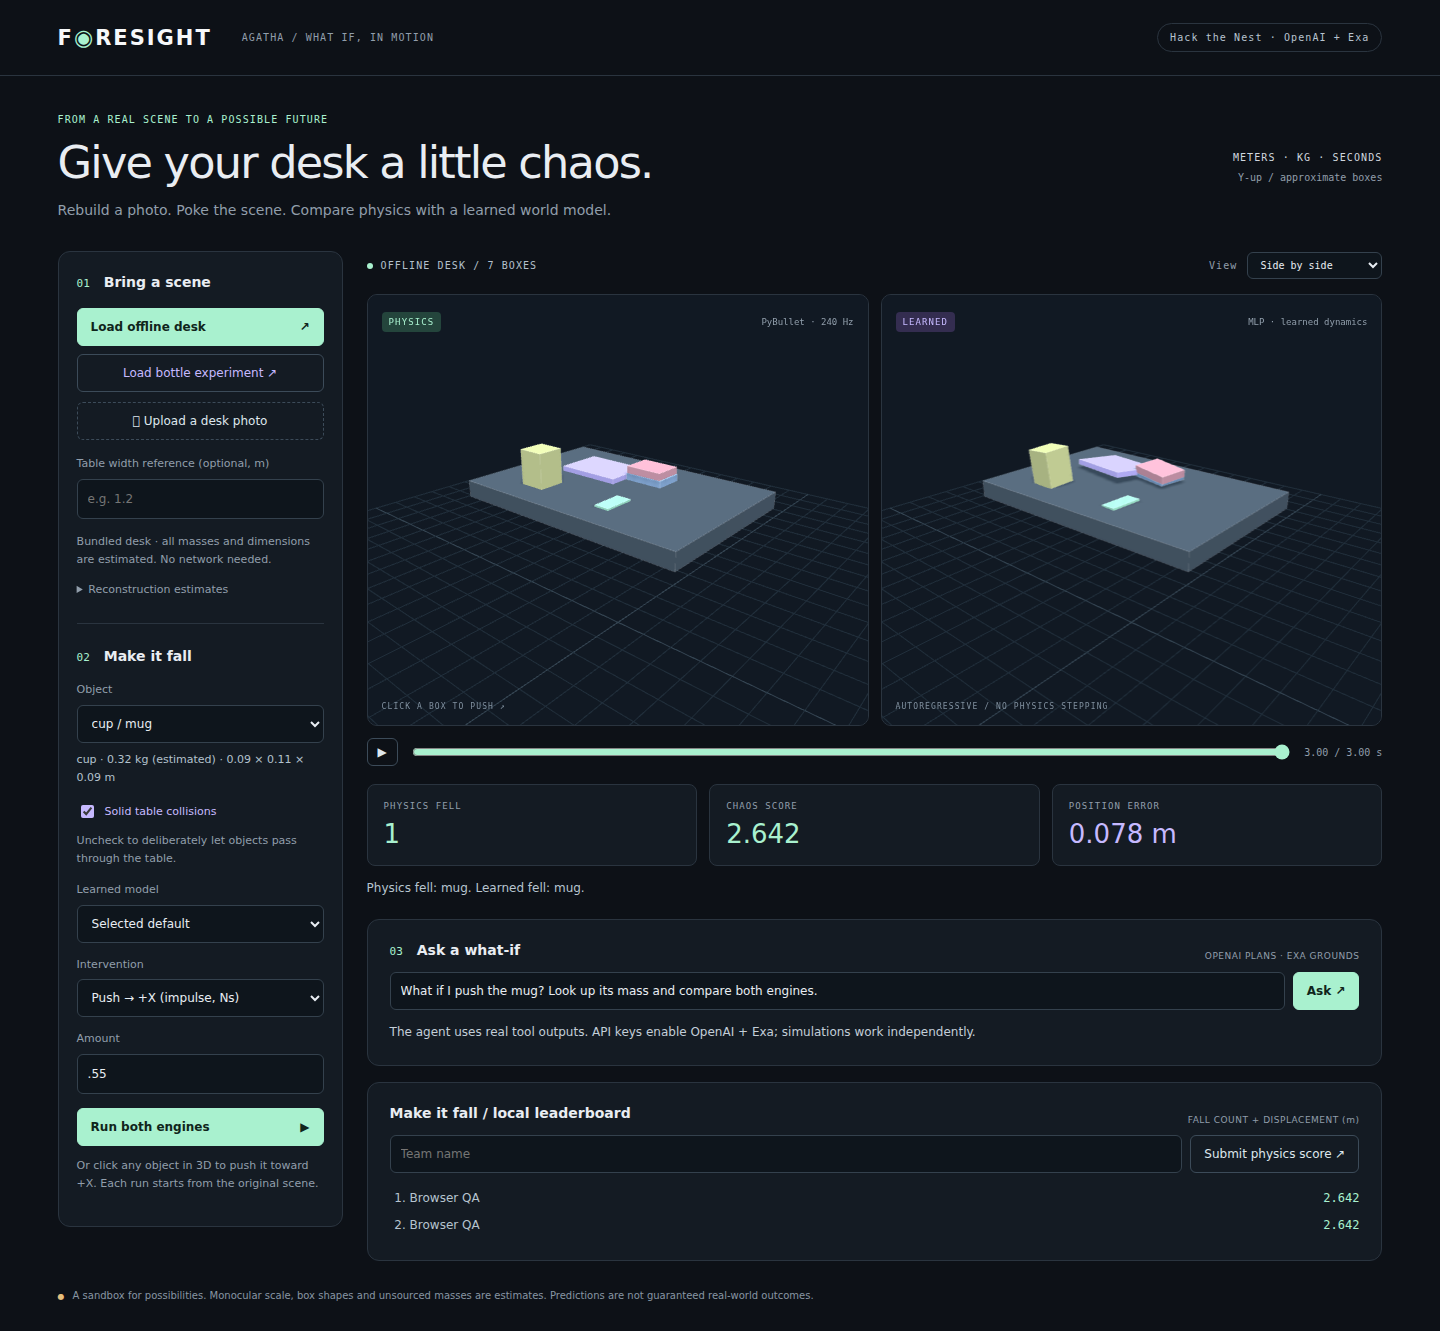 F◉RESIGHT
AGATHA / WHAT IF, IN MOTION
Hack the Nest · OpenAI + Exa
FROM A REAL SCENE TO A POSSIBLE FUTURE
Give your desk a little chaos.
Rebuild a photo. Poke the scene. Compare physics with a learned world model.
METERS · KG · SECONDS
Y-up / approximate boxes
01 Bring a scene
Load offline desk ↗
Load bottle experiment ↗
Upload a desk photo
Table width reference (optional, m)
e.g. 1.2
Bundled desk · all masses and dimensions
are estimated. No network needed.
▶ Reconstruction estimates
02 Make it fall
Object
cup / mug
cup · 0.32 kg (estimated) · 0.09 × 0.11 ×
0.09 m
Solid table collisions
Uncheck to deliberately let objects pass
through the table.
Learned model
Selected default
Intervention
Push → +X (impulse, Ns)
Amount
.55
Run both engines ▶
Or click any object in 3D to push it toward
+X. Each run starts from the original scene.
OFFLINE DESK / 7 BOXES
View Side by side
PHYSICS
PyBullet · 240 Hz
CLICK A BOX TO PUSH ↗
LEARNED
MLP · learned dynamics
AUTOREGRESSIVE / NO PHYSICS STEPPING
▶ 3.00 / 3.00 s
PHYSICS FELL
1
CHAOS SCORE
2.642
POSITION ERROR
0.078 m
Physics fell: mug. Learned fell: mug.
03 Ask a what-if
OPENAI PLANS · EXA GROUNDS
What if I push the mug? Look up its mass and compare both engines.
Ask ↗
The agent uses real tool outputs. API keys enable OpenAI + Exa; simulations work independently.
Make it fall / local leaderboard
FALL COUNT + DISPLACEMENT (m)
Team name
Submit physics score ↗
1. Browser QA 2.642
2. Browser QA 2.642
A sandbox for possibilities. Monocular scale, box shapes and unsourced masses are estimates. Predictions are not guaranteed real-world outcomes.